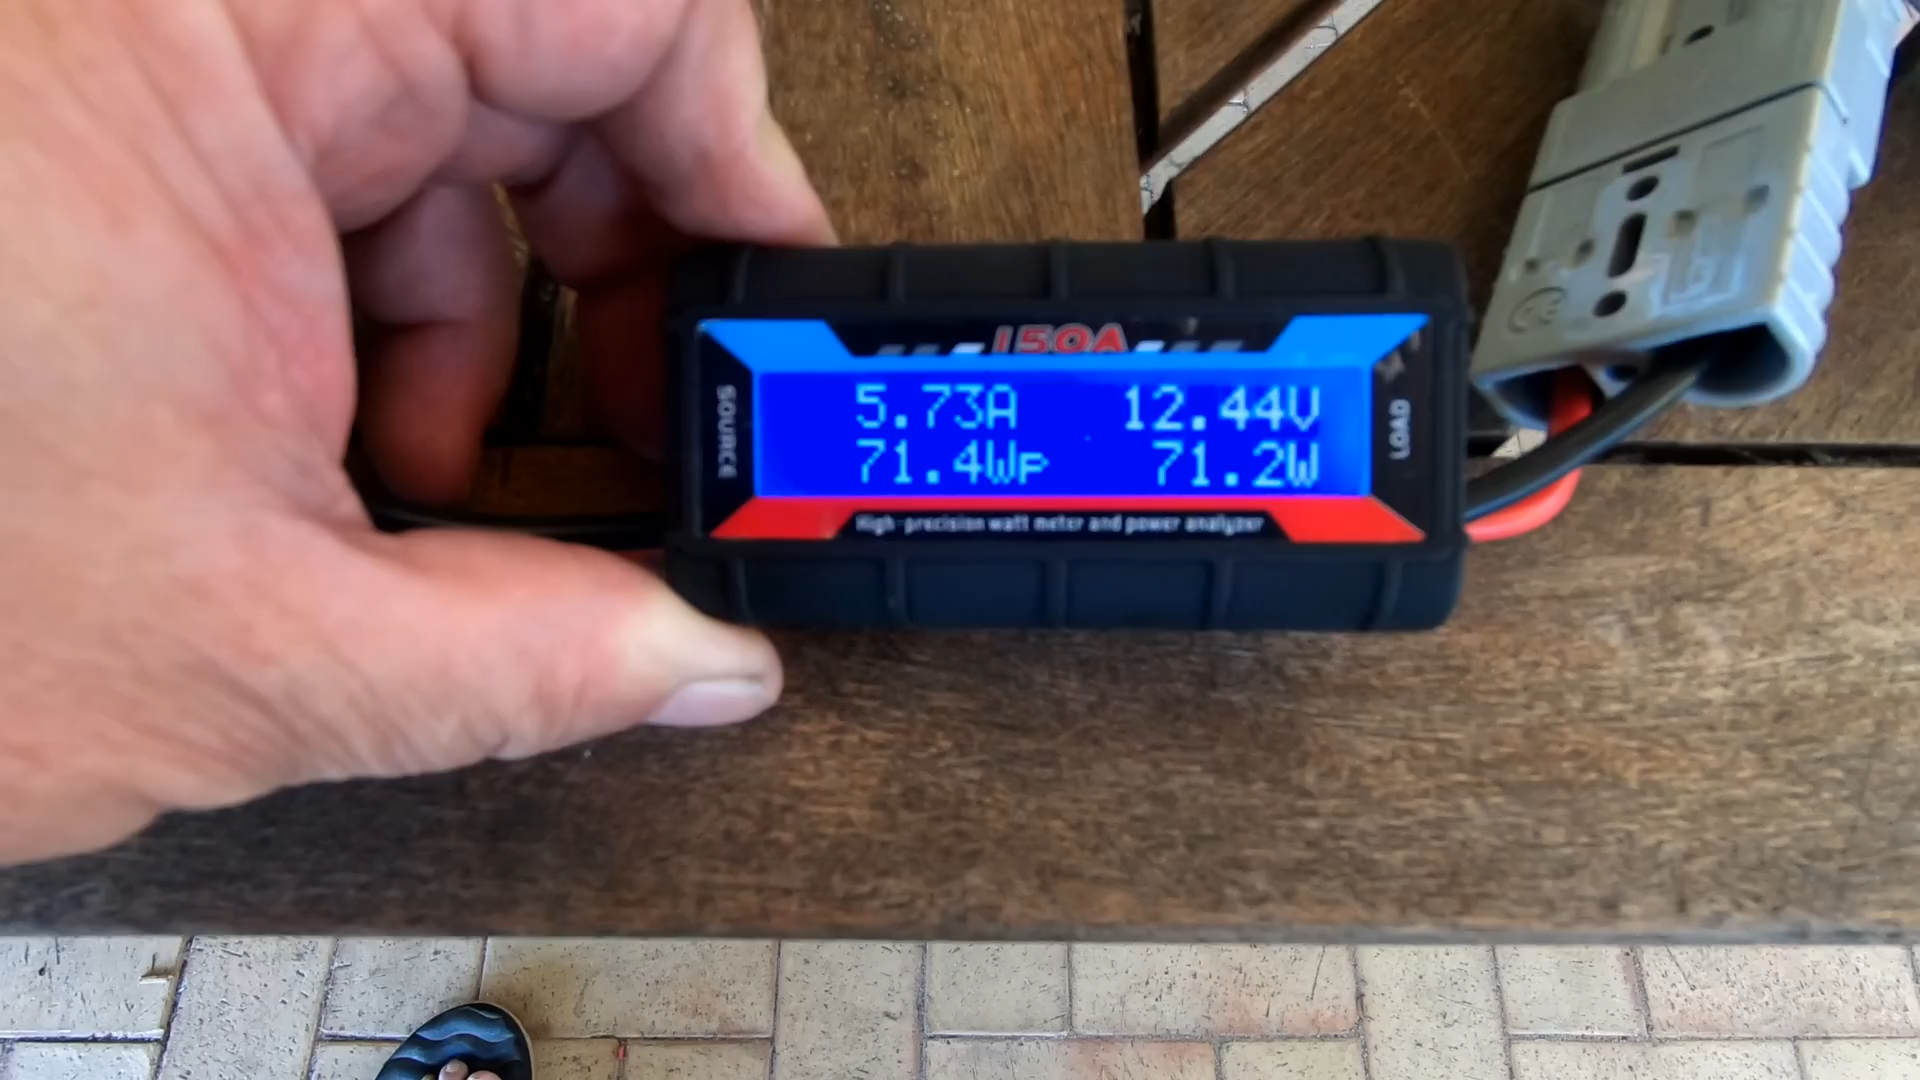 150A
5.73A 12.44V
71.4Wp 71.2W
SOURCE
LOAD
High-precision watt meter and power analyzer